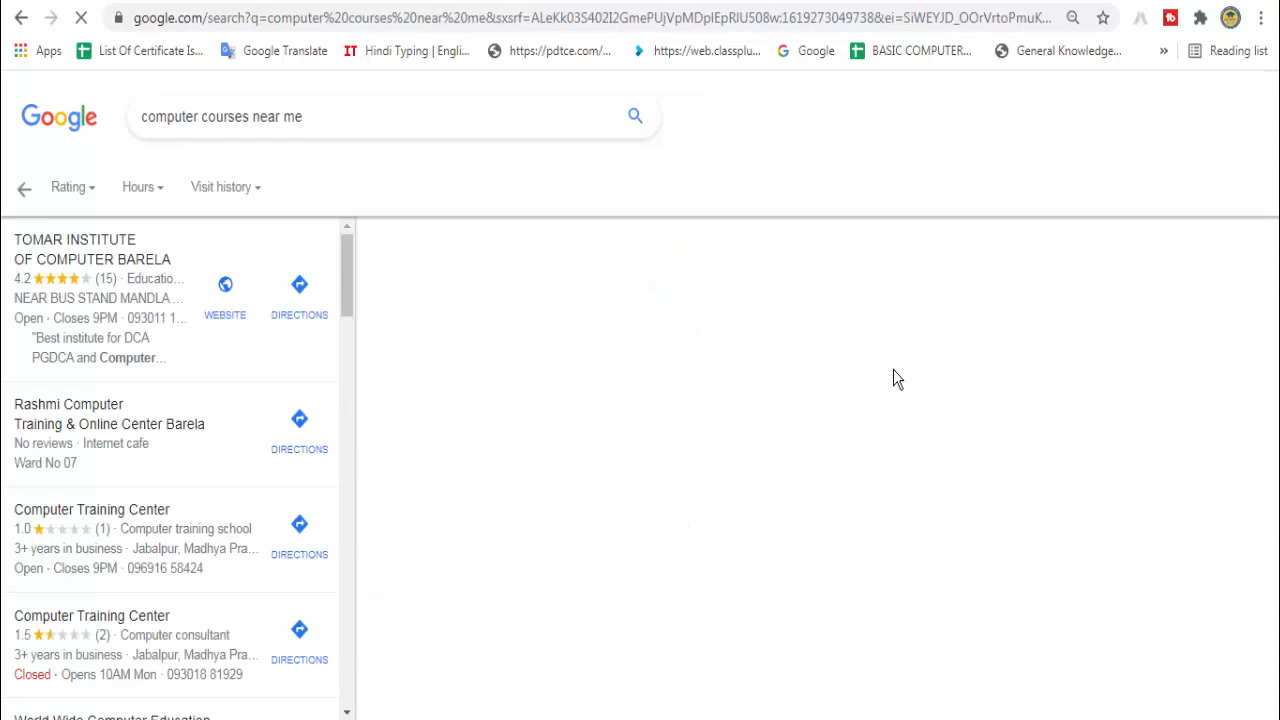 google.com/search?q=computer%20courses%20near%20me&sxsrf=ALeKk03S402I2GmePUjVpMDpIEpRIU508w:1619273049738&ei=SiWEYJD_OOrVrtoPmuK...
Apps List Of Certificate Is... Google Translate IT Hindi Typing | Engli... https://pdtce.com/... https://web.classplu... Google BASIC COMPUTER... General Knowledge... » Reading list
Google computer courses near me
Rating Hours Visit history
TOMAR INSTITUTE
OF COMPUTER BARELA
4.2 (15) · Educatio...
NEAR BUS STAND MANDLA ...
Open · Closes 9PM · 093011 1...
WEBSITE DIRECTIONS
"Best institute for DCA
PGDCA and Computer...
Rashmi Computer
Training & Online Center Barela
No reviews · Internet cafe
DIRECTIONS
Ward No 07
Computer Training Center
1.0 (1) · Computer training school
3+ years in business · Jabalpur, Madhya Pra...
DIRECTIONS
Open · Closes 9PM · 096916 58424
Computer Training Center
1.5 (2) · Computer consultant
3+ years in business · Jabalpur, Madhya Pra...
DIRECTIONS
Closed · Opens 10AM Mon · 093018 81929
World Wide Computer Education